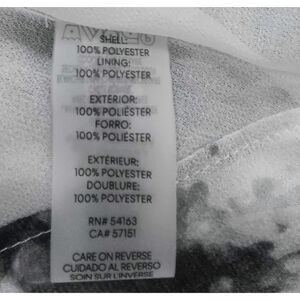 SHELL:
100% POLYESTER
LINING:
100% POLYESTER
EXTERIOR:
100% POLIÉSTER
FORRO:
100% POLIÉSTER
EXTÉRIEUR:
100% POLYESTER
DOUBLURE:
100% POLYESTER
RN# 54163
CA# 57151
CARE ON REVERSE
CUIDADO AL REVERSO
SOIN SUR L'INVERSE